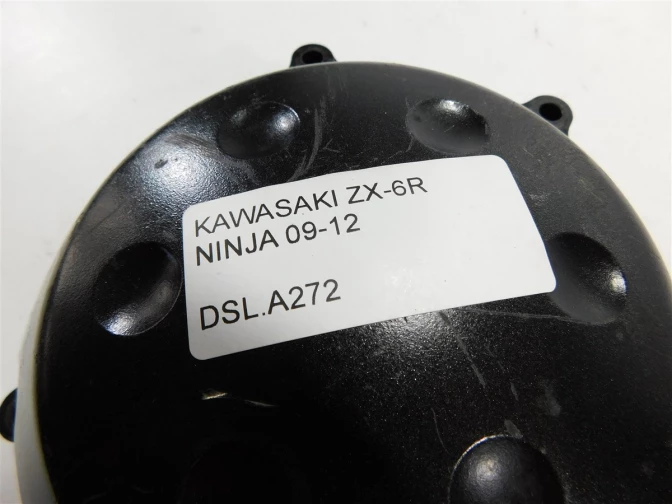 KAWASAKI ZX-6R
NINJA 09-12
DSL.A272